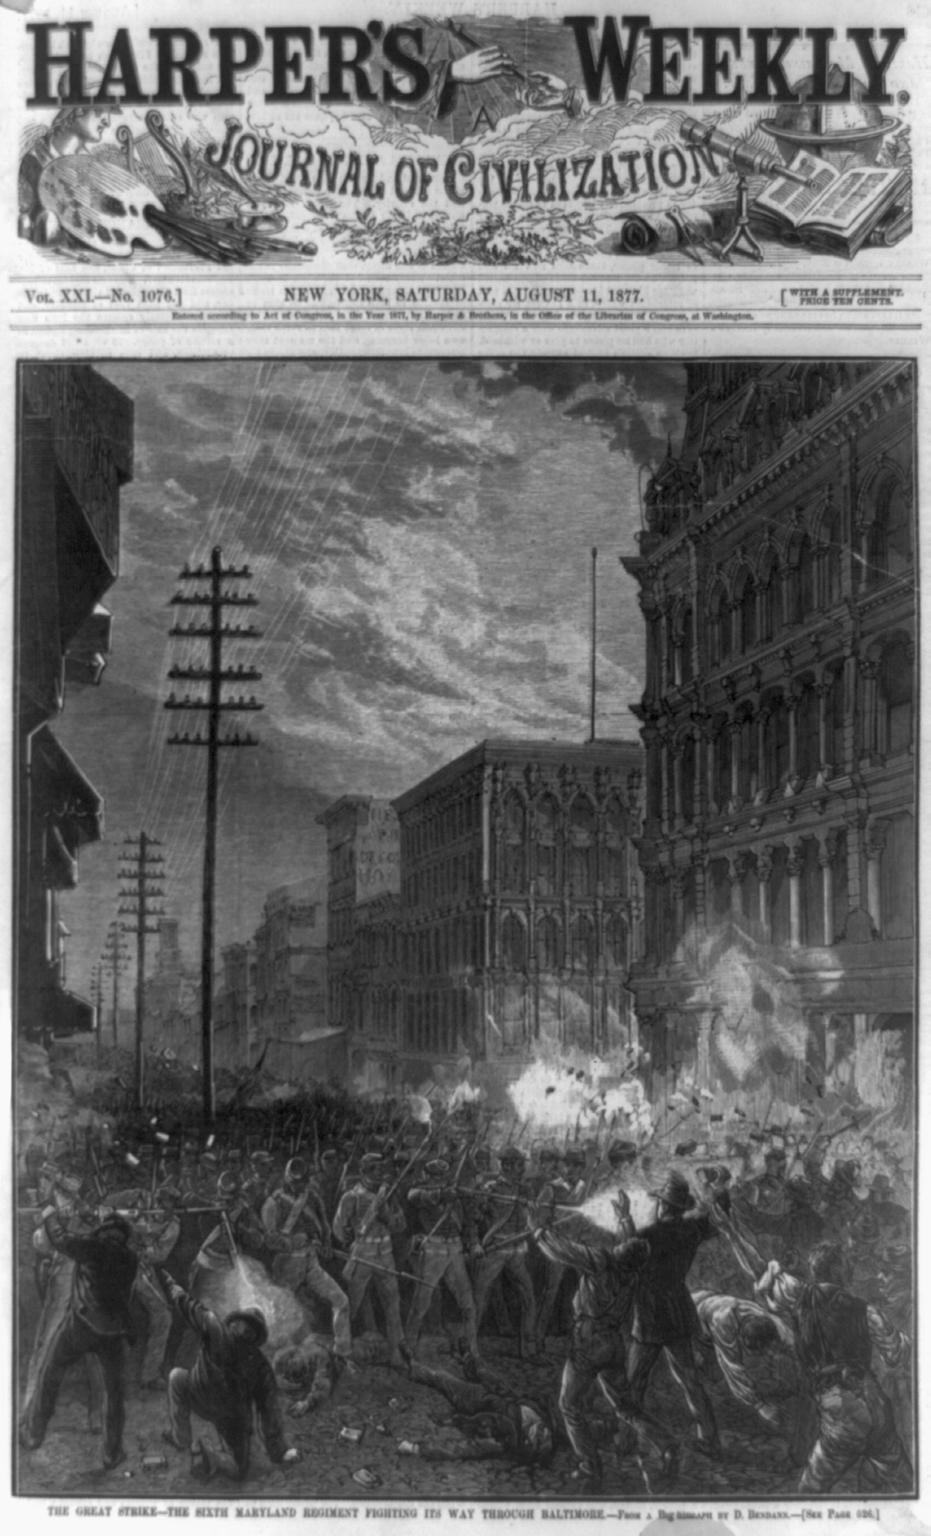 HARPER'S WEEKLY.
A
JOURNAL OF CIVILIZATION
VOL. XXI.—No. 1076.]
NEW YORK, SATURDAY, AUGUST 11, 1877.
[WITH A SUPPLEMENT.
PRICE TEN CENTS.
Entered according to Act of Congress, in the Year 1877, by Harper & Brothers, in the Office of the Librarian of Congress, at Washington.
THE GREAT STRIKE—THE SIXTH MARYLAND REGIMENT FIGHTING ITS WAY THROUGH BALTIMORE.—FROM A BY D. BENDANN.—[SEE PAGE 626.]